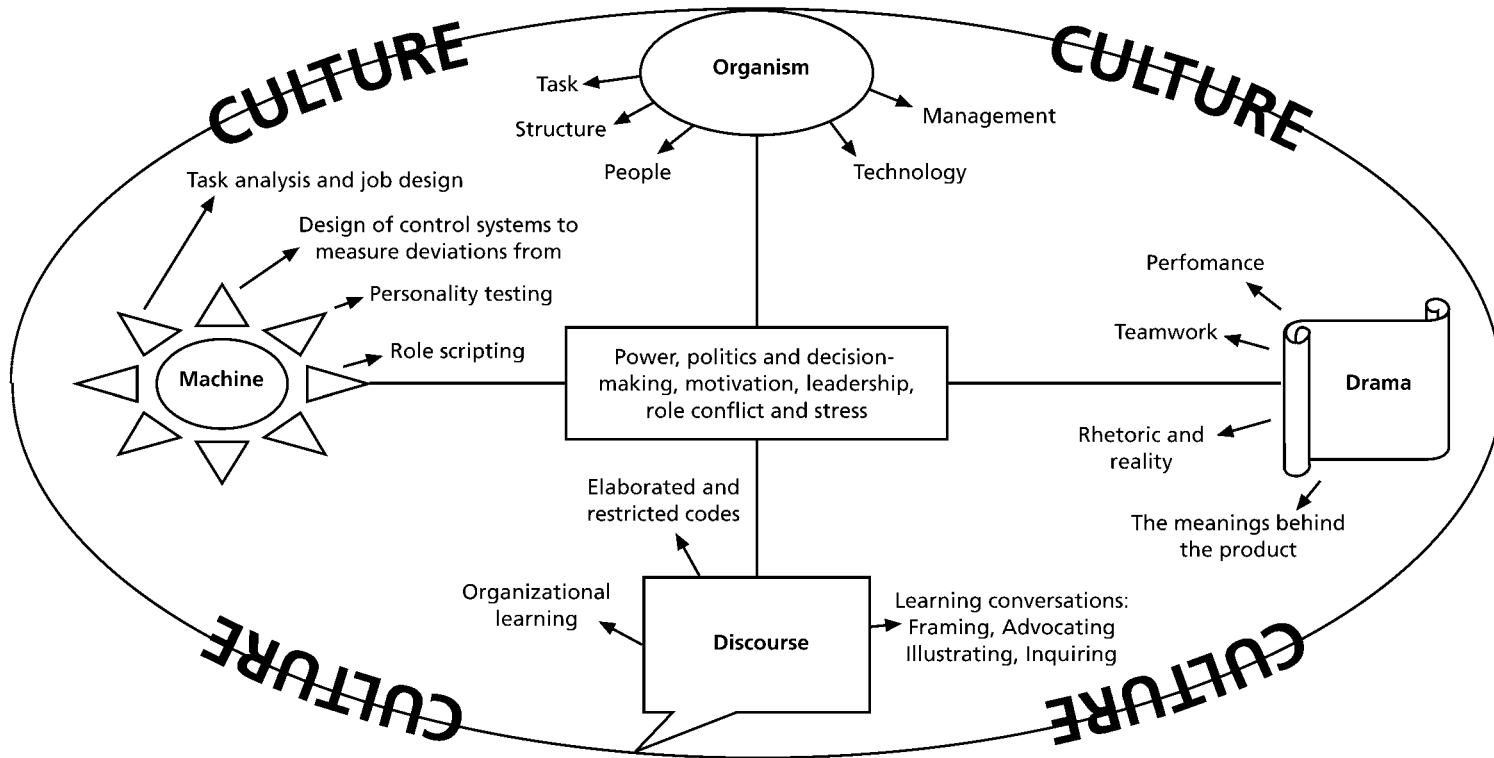 CULTURE
CULTURE
Organism
Task
Structure
People
Management
Technology
Task analysis and job design
Design of control systems to
measure deviations from
Personality testing
Role scripting
Machine
Power, politics and decision-
making, motivation, leadership,
role conflict and stress
Perfomance
Teamwork
Drama
Rhetoric and
reality
The meanings behind
the product
Elaborated and
restricted codes
Organizational
learning
Discourse
Learning conversations:
Framing, Advocating
Illustrating, Inquiring
CULTURE
CULTURE